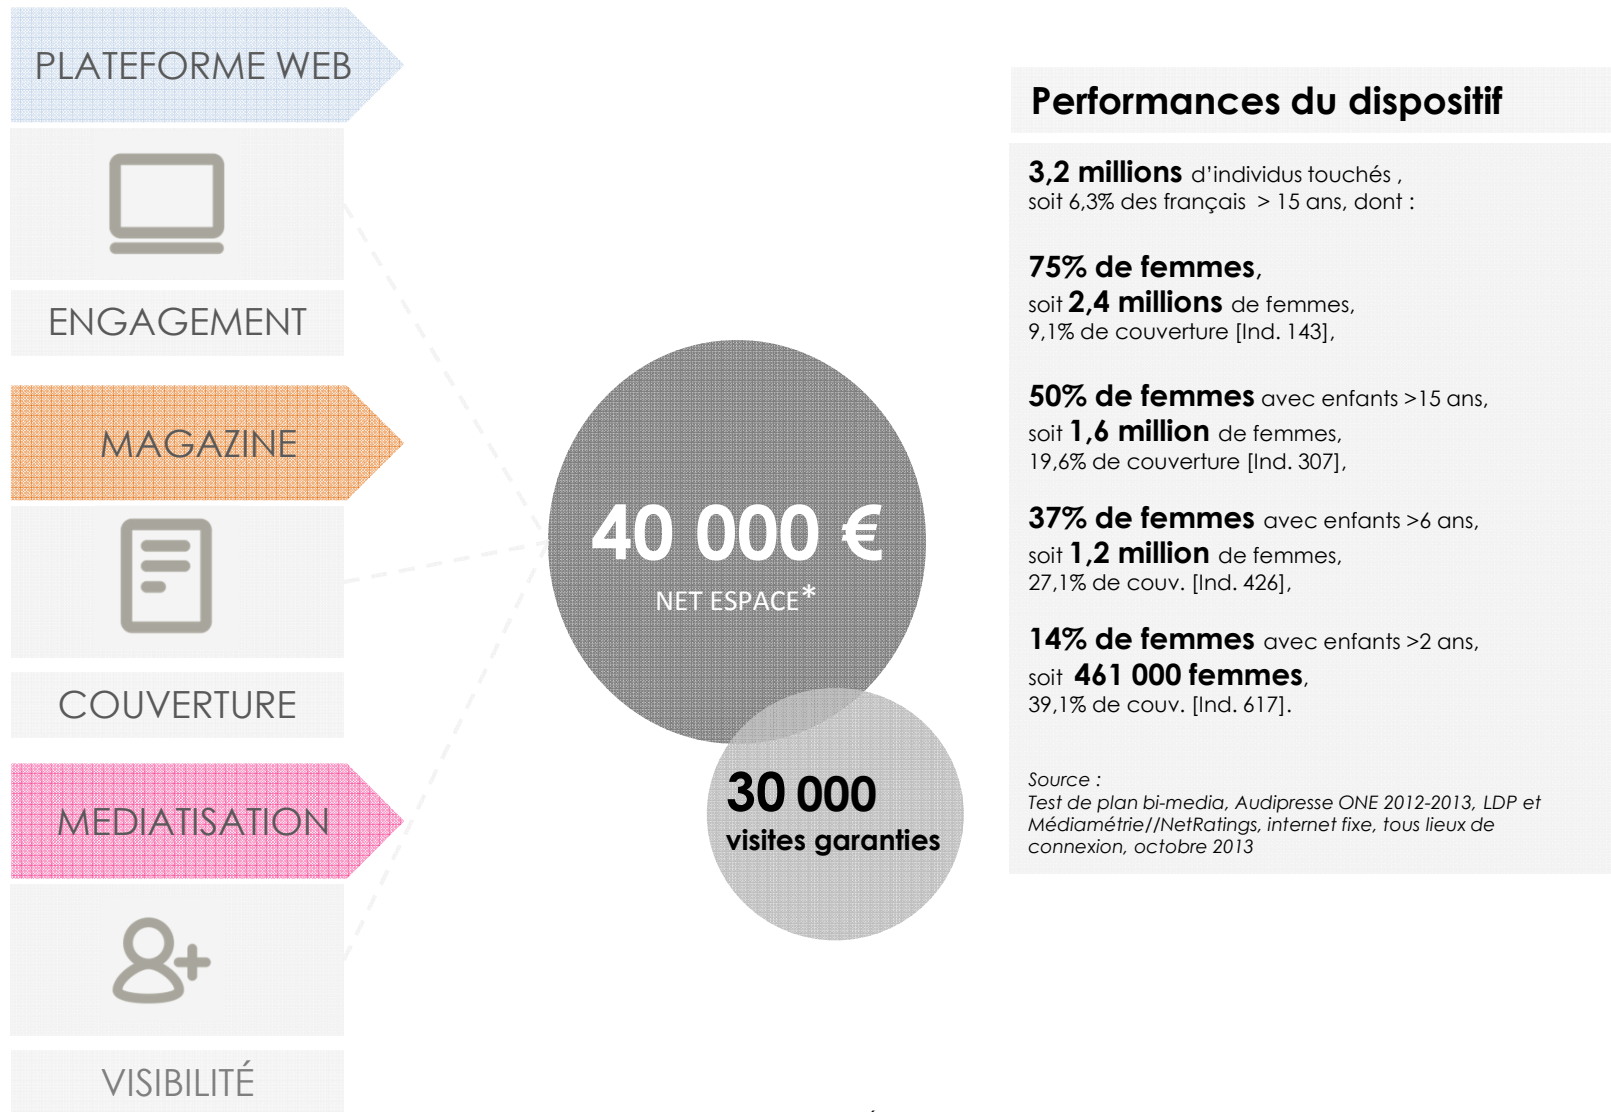 PLATEFORME WEB
ENGAGEMENT
MAGAZINE
COUVERTURE
MEDIATISATION
VISIBILITÉ
40 000 €
NET ESPACE*
30 000
visites garanties
Performances du dispositif
3,2 millions d’individus touchés ,
soit 6,3% des français > 15 ans, dont :
75% de femmes,
soit 2,4 millions de femmes,
9,1% de couverture [Ind. 143],
50% de femmes avec enfants >15 ans,
soit 1,6 million de femmes,
19,6% de couverture [Ind. 307],
37% de femmes avec enfants >6 ans,
soit 1,2 million de femmes,
27,1% de couv. [Ind. 426],
14% de femmes avec enfants >2 ans,
soit 461 000 femmes,
39,1% de couv. [Ind. 617].
Source :
Test de plan bi-media, Audipresse ONE 2012-2013, LDP et
Médiamétrie//NetRatings, internet fixe, tous lieux de
connexion, octobre 2013